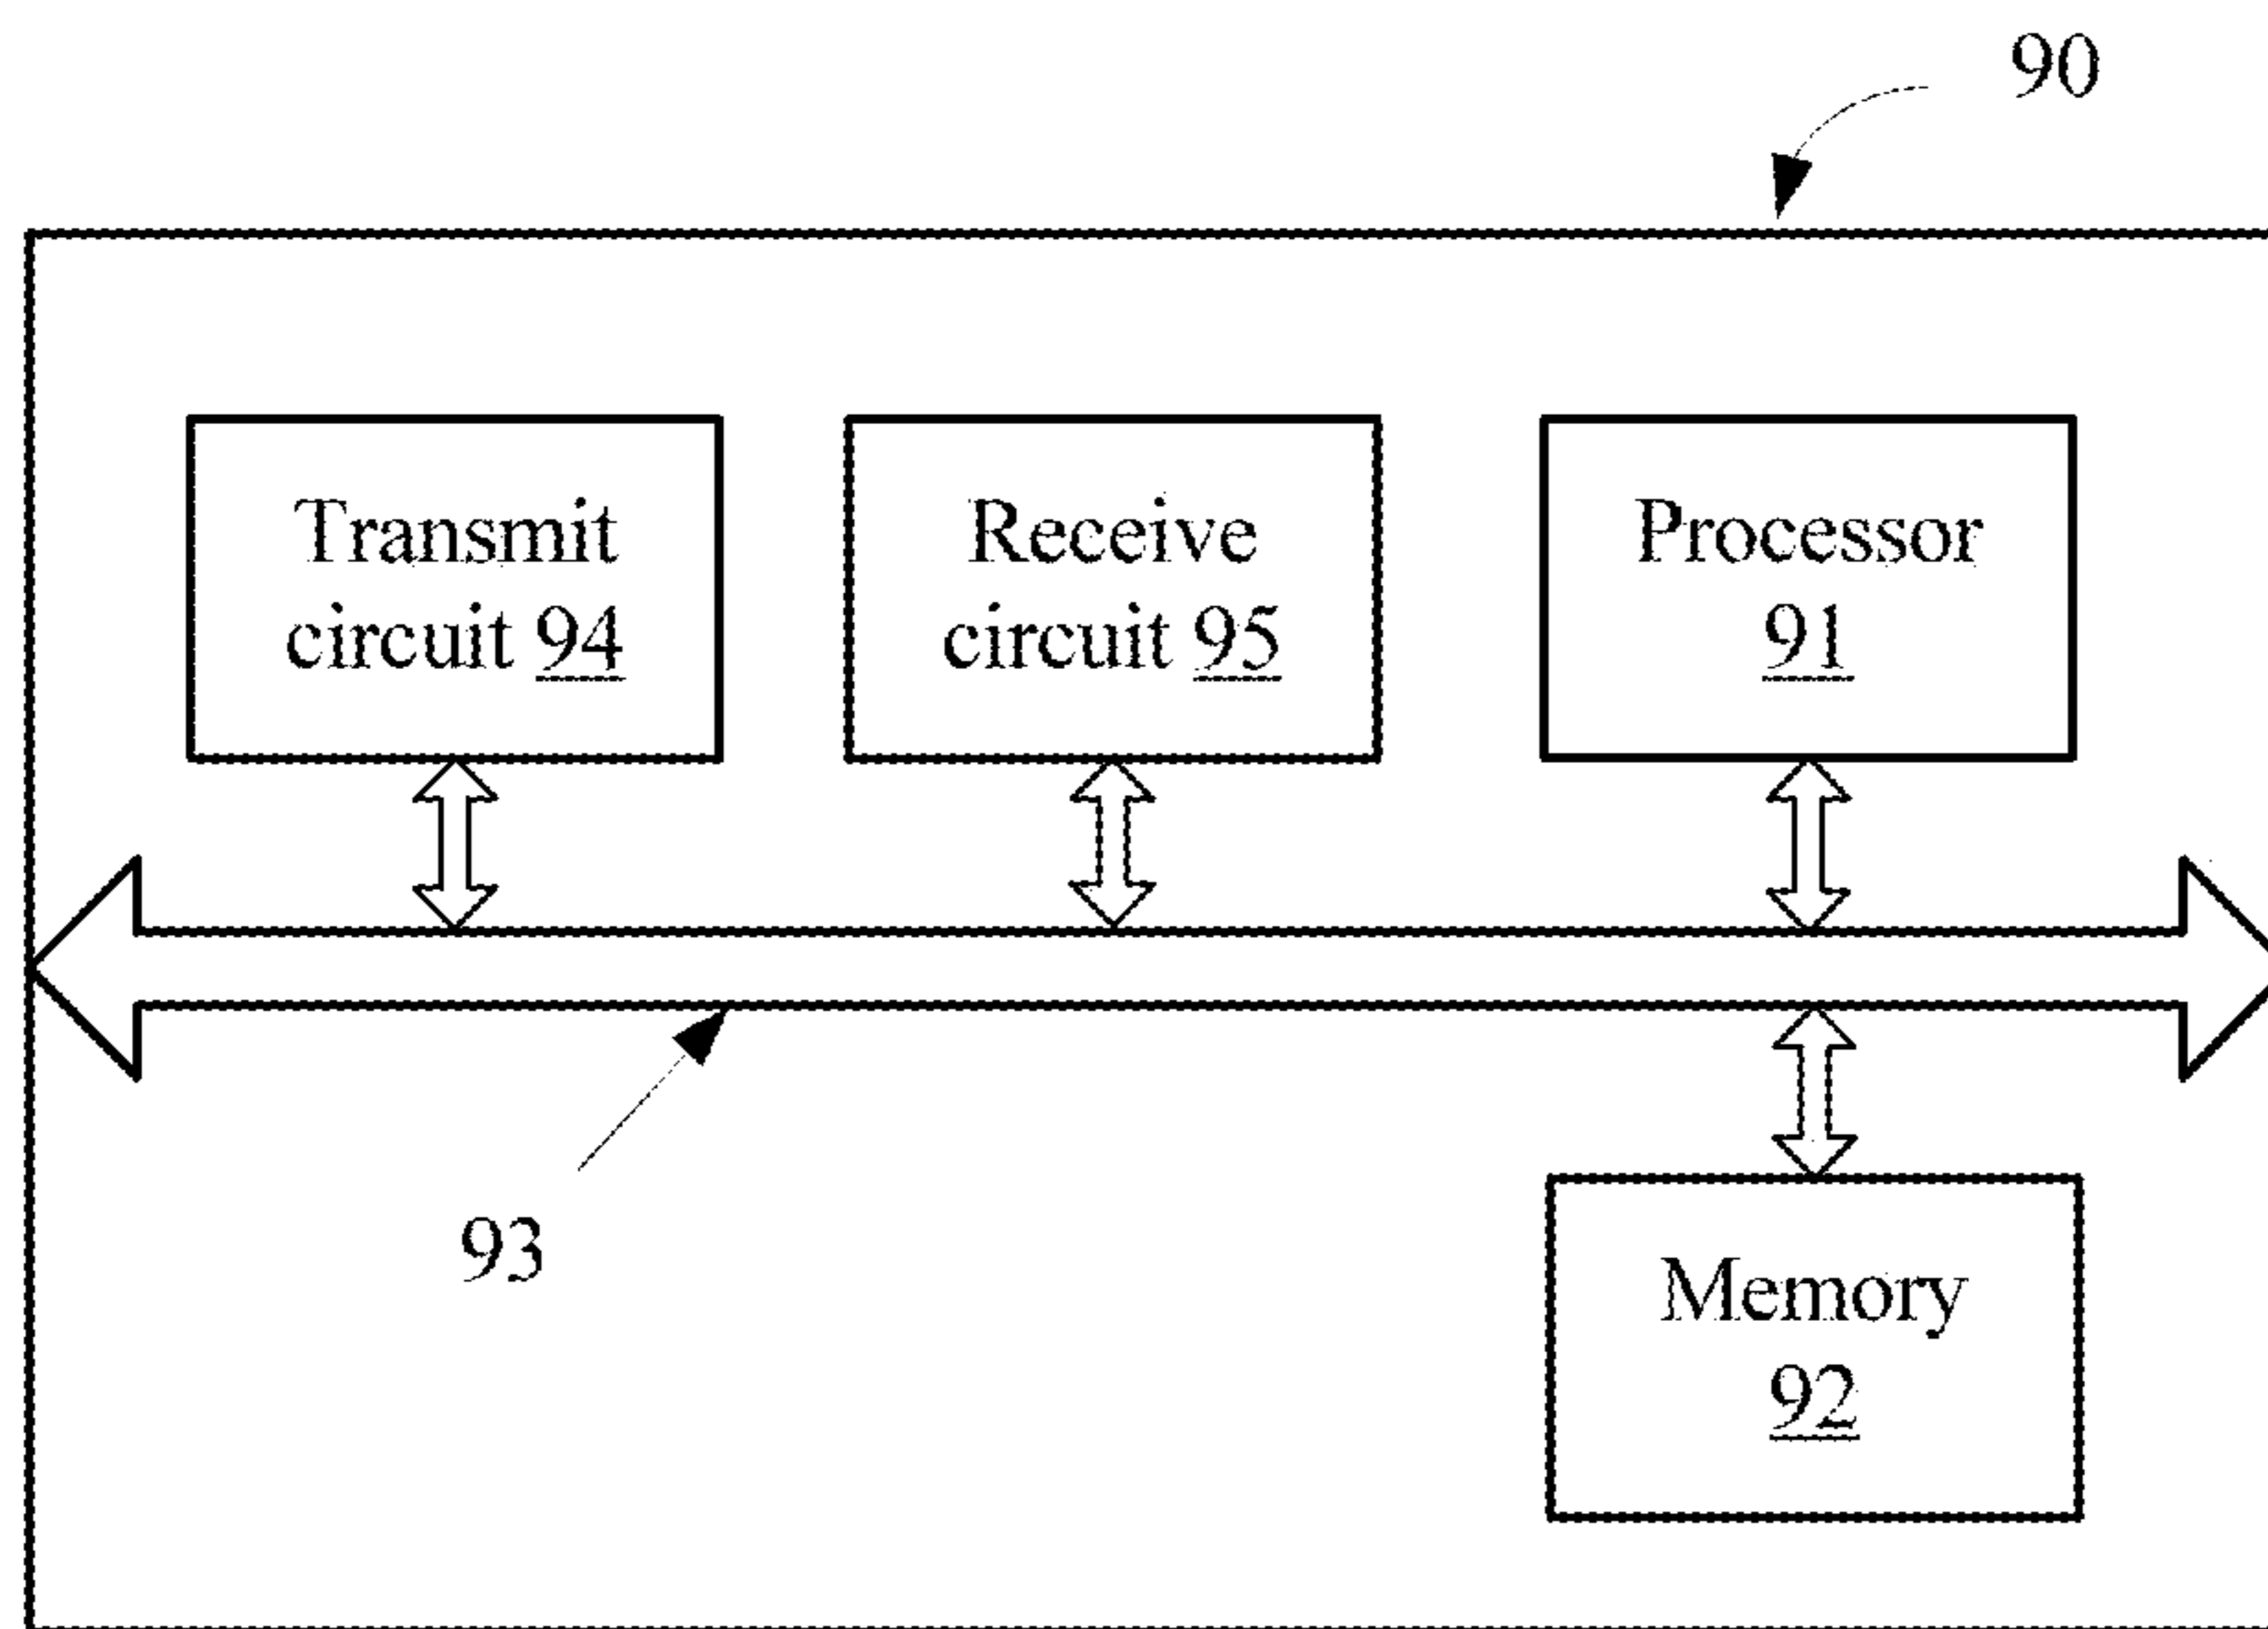 90
Transmit
circuit 94
Receive
circuit 95
Processor
91
93
Memory
92